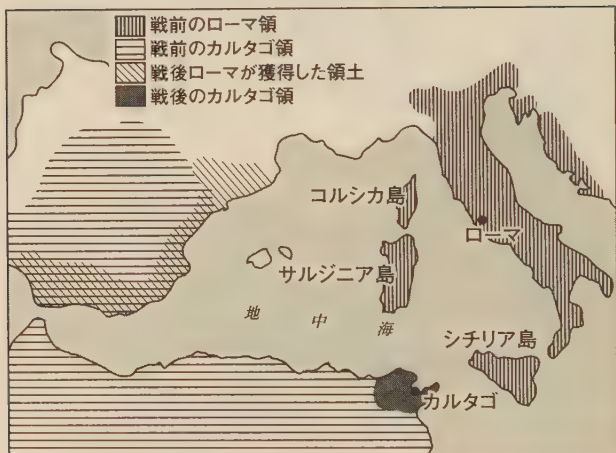 戦前のローマ領
戦前のカルタゴ領
戦後ローマが獲得した領土
戦後のカルタゴ領
コルシカ島
ローマ
サルジニア島
地中海
シチリア島
カルタゴ